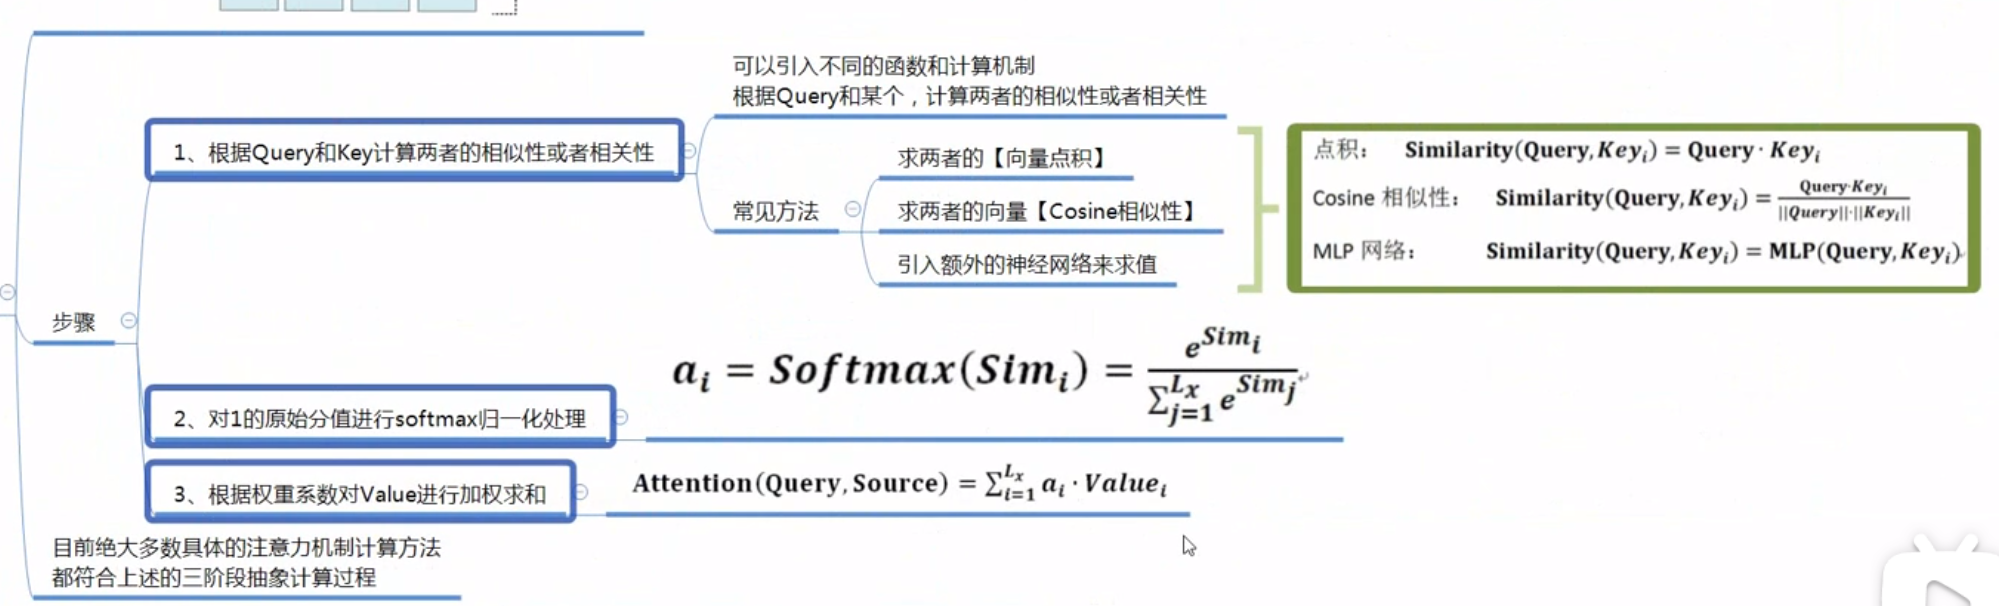 可以引入不同的函数和计算机制
根据Query和某个，计算两者的相似性或者相关性
1、根据Query和Key计算两者的相似性或者相关性
常见方法
求两者的【向量点积】
求两者的向量【Cosine相似性】
引入额外的神经网络来求值
点积： Similarity(Query, Key_i) = Query · Key_i
Cosine 相似性： Similarity(Query, Key_i) = \frac{Query·Key_i}{||Query||·||Key_i||}
MLP 网络： Similarity(Query, Key_i) = MLP(Query, Key_i)
步骤
2、对1的原始分值进行softmax归一化处理
a_i = Softmax(Sim_i) = \frac{e^{Sim_i}}{\sum_{j=1}^{L_x} e^{Sim_j}}
3、根据权重系数对Value进行加权求和
Attention(Query, Source) = \sum_{i=1}^{L_x} a_i · Value_i
目前绝大多数具体的注意力机制计算方法
都符合上述的三阶段抽象计算过程